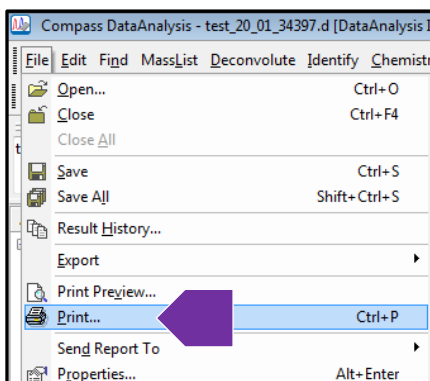 Compass DataAnalysis - test_20_01_34397.d [DataAnalysis
File Edit Find MassList Deconvolute Identify Chemist
Open... Ctrl+O
Close Ctrl+F4
Close All
Save Ctrl+S
Save All Shift+Ctrl+S
Result History...
Export
Print Preview...
Print... Ctrl+P
Send Report To
Properties... Alt+Enter